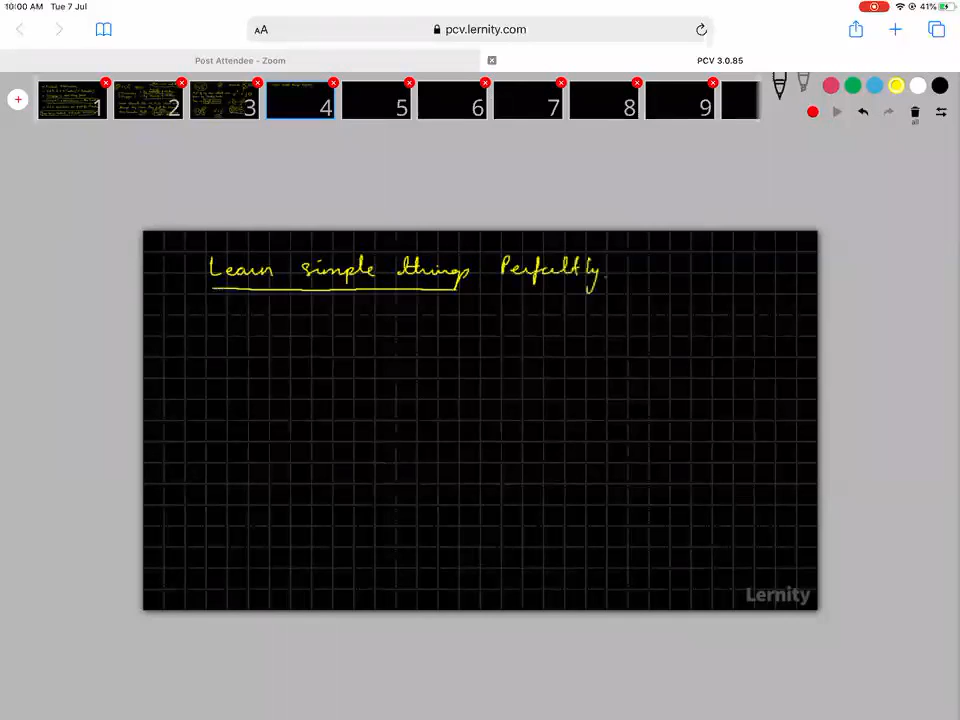 10:00 AM Tue 7 Jul
41%
AA
pcv.lernity.com
Post Attendee - Zoom
PCV 3.0.85
1 2 3 4 5 6 7 8 9
all
Learn simple things Perfectly.
Lernity